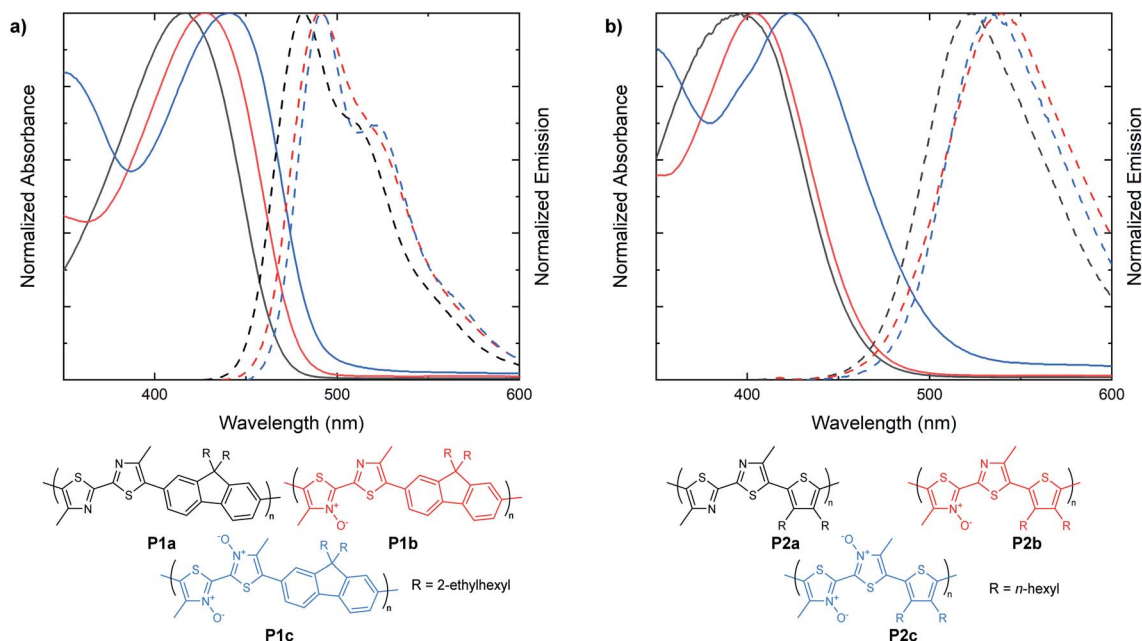 a)
b)
Normalized Absorbance
Normalized Emission
Normalized Absorbance
Normalized Emission
400
500
600
400
500
600
Wavelength (nm)
Wavelength (nm)
S
N
N
S
R
R
n
P1a
S
N+
O-
N
S
R
R
n
P1b
S
N
N
S
S
R
R
n
P2a
S
N+
O-
N
S
S
R
R
n
P2b
-O
N+
S
S
N+
O-
R
R
n
R = 2-ethylhexyl
P1c
-O
N+
S
S
N+
O-
S
R
R
n
R = n-hexyl
P2c